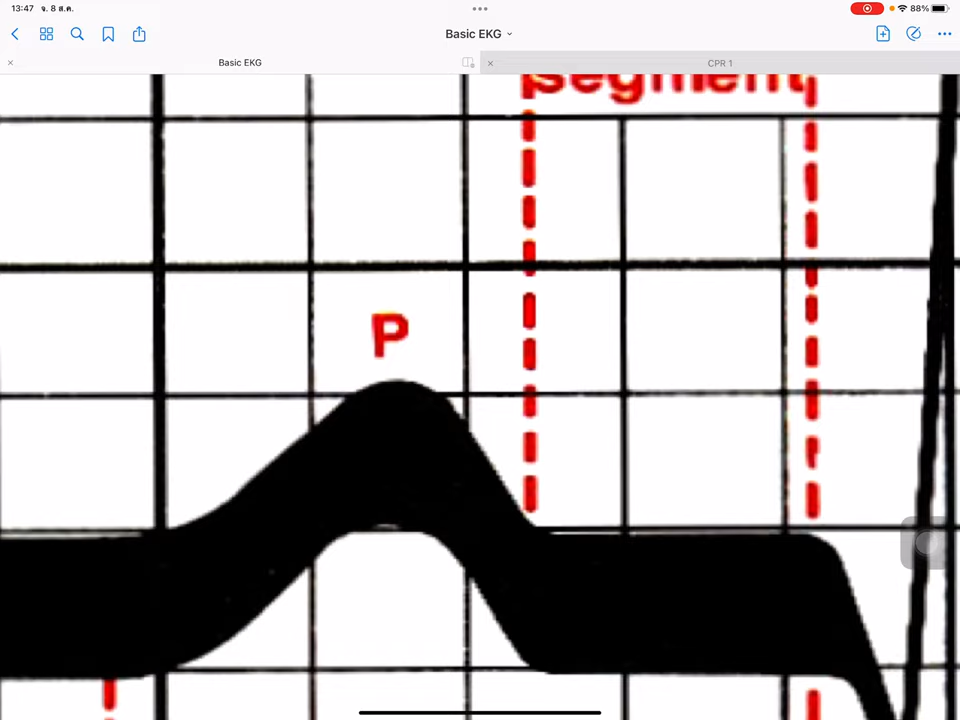 13:47 จ. 8 ส.ค.
88%
Basic EKG
Basic EKG
CPR 1
segment
P